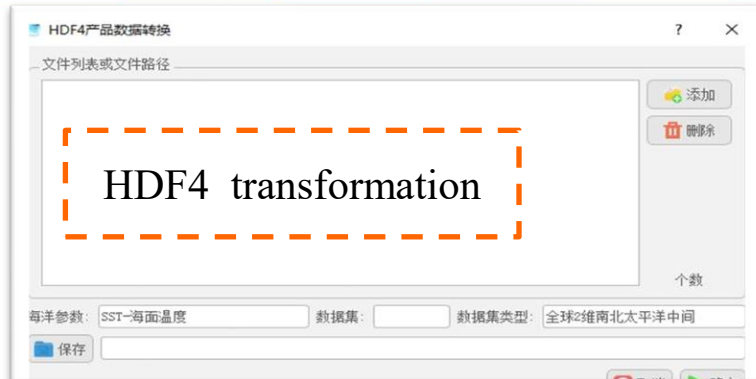 HDF4产品数据转换 ?
文件列表或文件路径
添加
删除
HDF4 transformation
个数
海洋参数: SST-海面温度 数据集: 数据集类型: 全球2维南北太平洋中间
保存